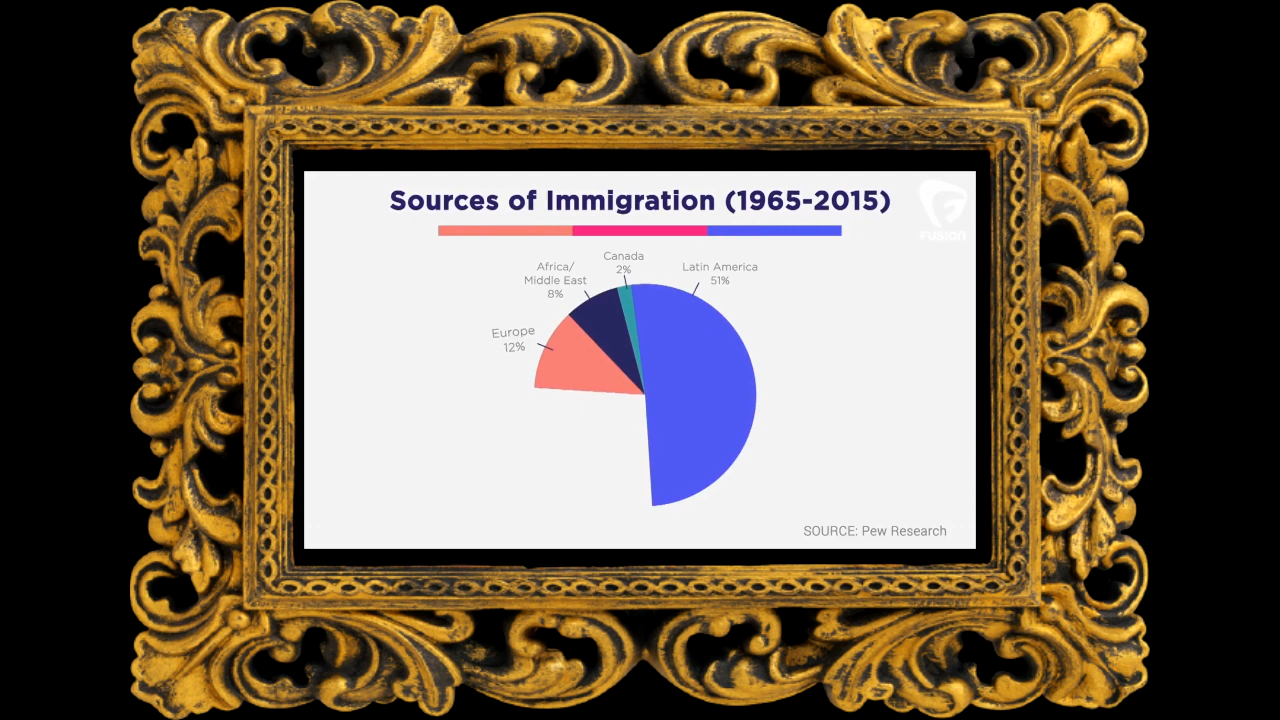 Sources of Immigration (1965-2015)
FUSION
Canada
2%
Africa/
Middle East
8%
Latin America
51%
Europe
12%
SOURCE: Pew Research